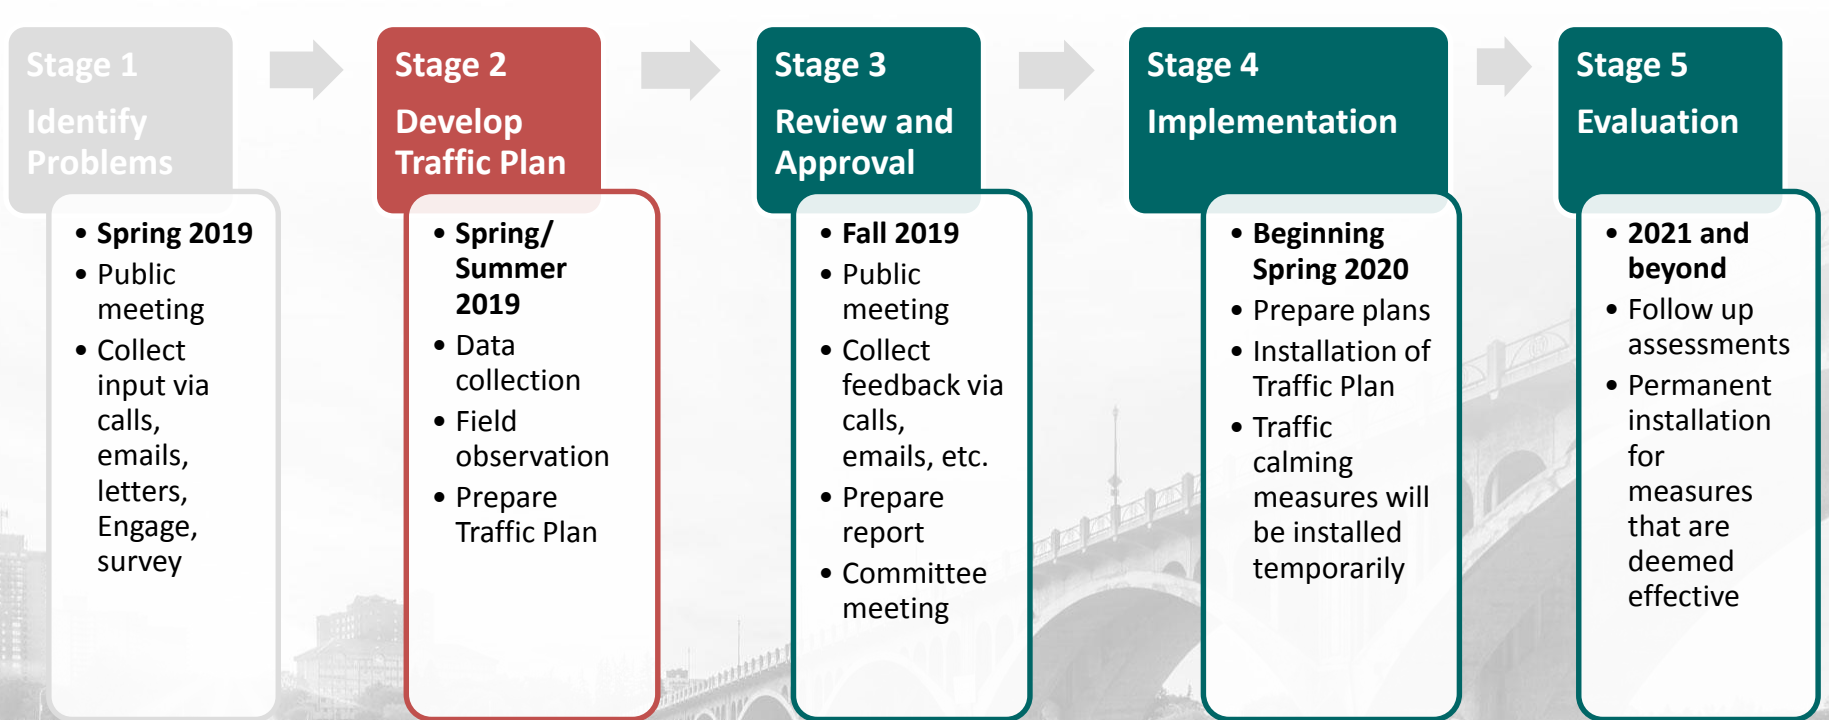 Stage 1
Identify
Problems
• Spring 2019
• Public
meeting
• Collect
input via
calls,
emails,
letters,
Engage,
survey
Stage 2
Develop
Traffic Plan
• Spring/
Summer
2019
• Data
collection
• Field
observation
• Prepare
Traffic Plan
Stage 3
Review and
Approval
• Fall 2019
• Public
meeting
• Collect
feedback via
calls,
emails, etc.
• Prepare
report
• Committee
meeting
Stage 4
Implementation
• Beginning
Spring 2020
• Prepare plans
• Installation of
Traffic Plan
• Traffic
calming
measures will
be installed
temporarily
Stage 5
Evaluation
• 2021 and
beyond
• Follow up
assessments
• Permanent
installation
for
measures
that are
deemed
effective